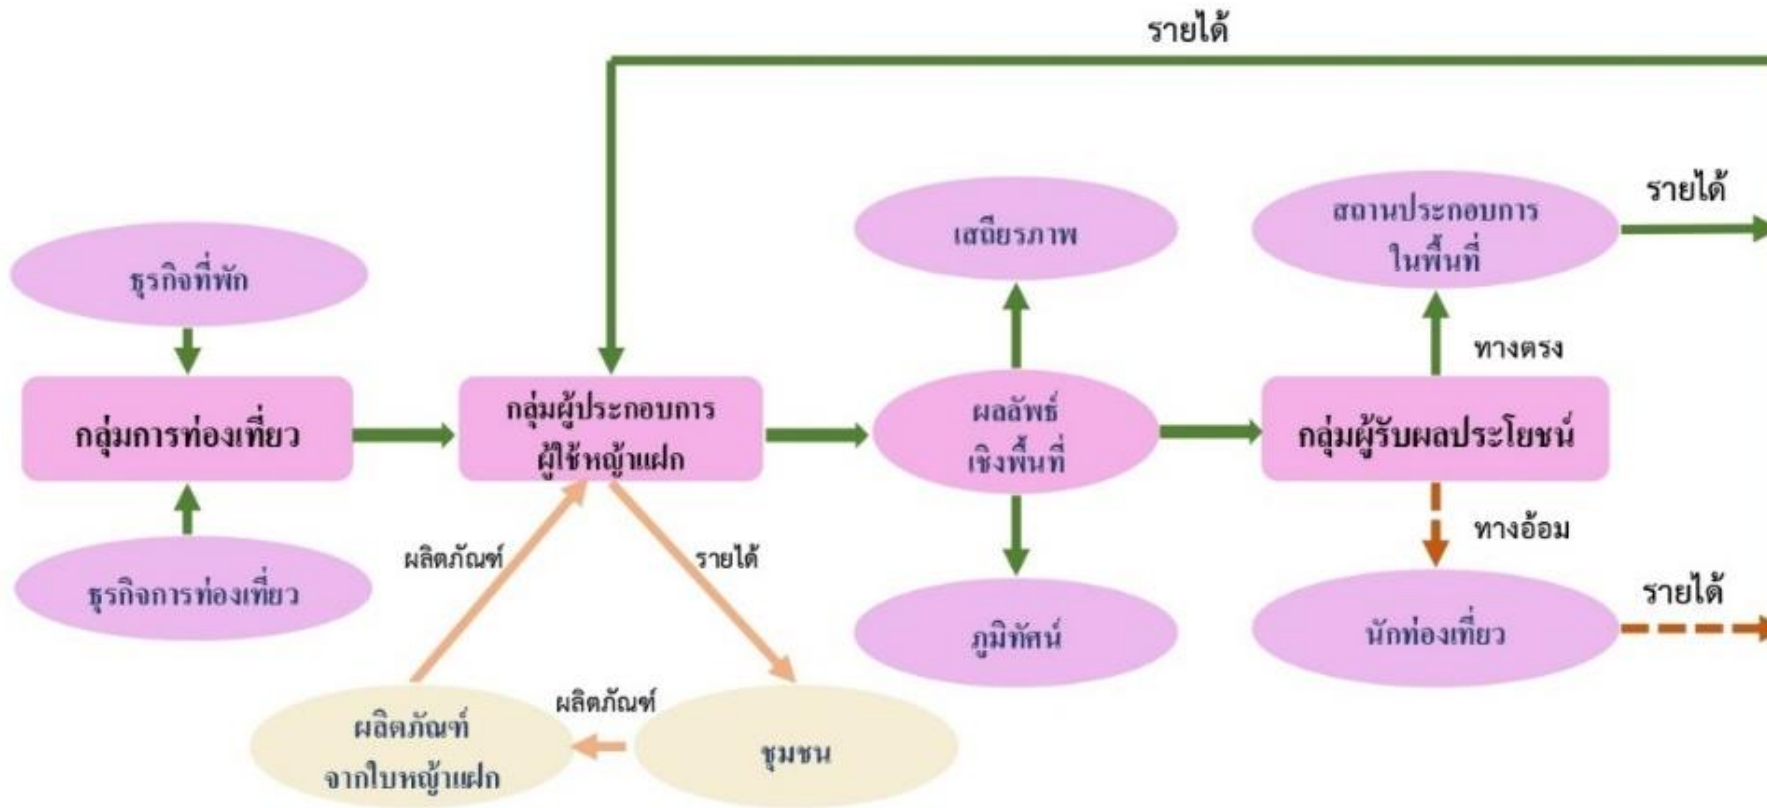 รายได้
รายได้
สถานประกอบการ
ในพื้นที่
เสถียรภาพ
ธุรกิจที่พัก
ทางตรง
กลุ่มการท่องเที่ยว
กลุ่มผู้ประกอบการ
ผู้ใช้หญ้าแฝก
ผลลัพธ์
เชิงพื้นที่
กลุ่มผู้รับผลประโยชน์
ทางอ้อม
ผลิตภัณฑ์
รายได้
ธุรกิจการท่องเที่ยว
ภูมิทัศน์
นักท่องเที่ยว
รายได้
ผลิตภัณฑ์
ผลิตภัณฑ์
จากใบหญ้าแฝก
ชุมชน